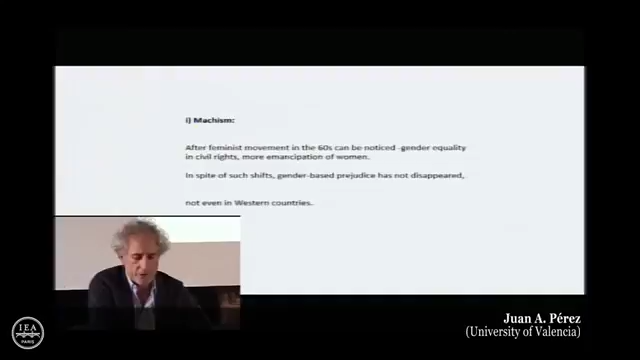 i) Machism:
After feminist movement in the 60s can be noticed -gender equality
in civil rights, more emancipation of women.
In spite of such shifts, gender-based prejudice has not disappeared,
not even in Western countries.
Juan A. Pérez
(University of Valencia)
IEA
PARIS